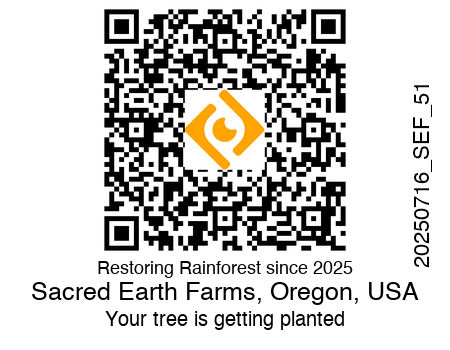 Restoring Rainforest since 2025
Sacred Earth Farms, Oregon, USA
Your tree is getting planted
20250716_SEF_51